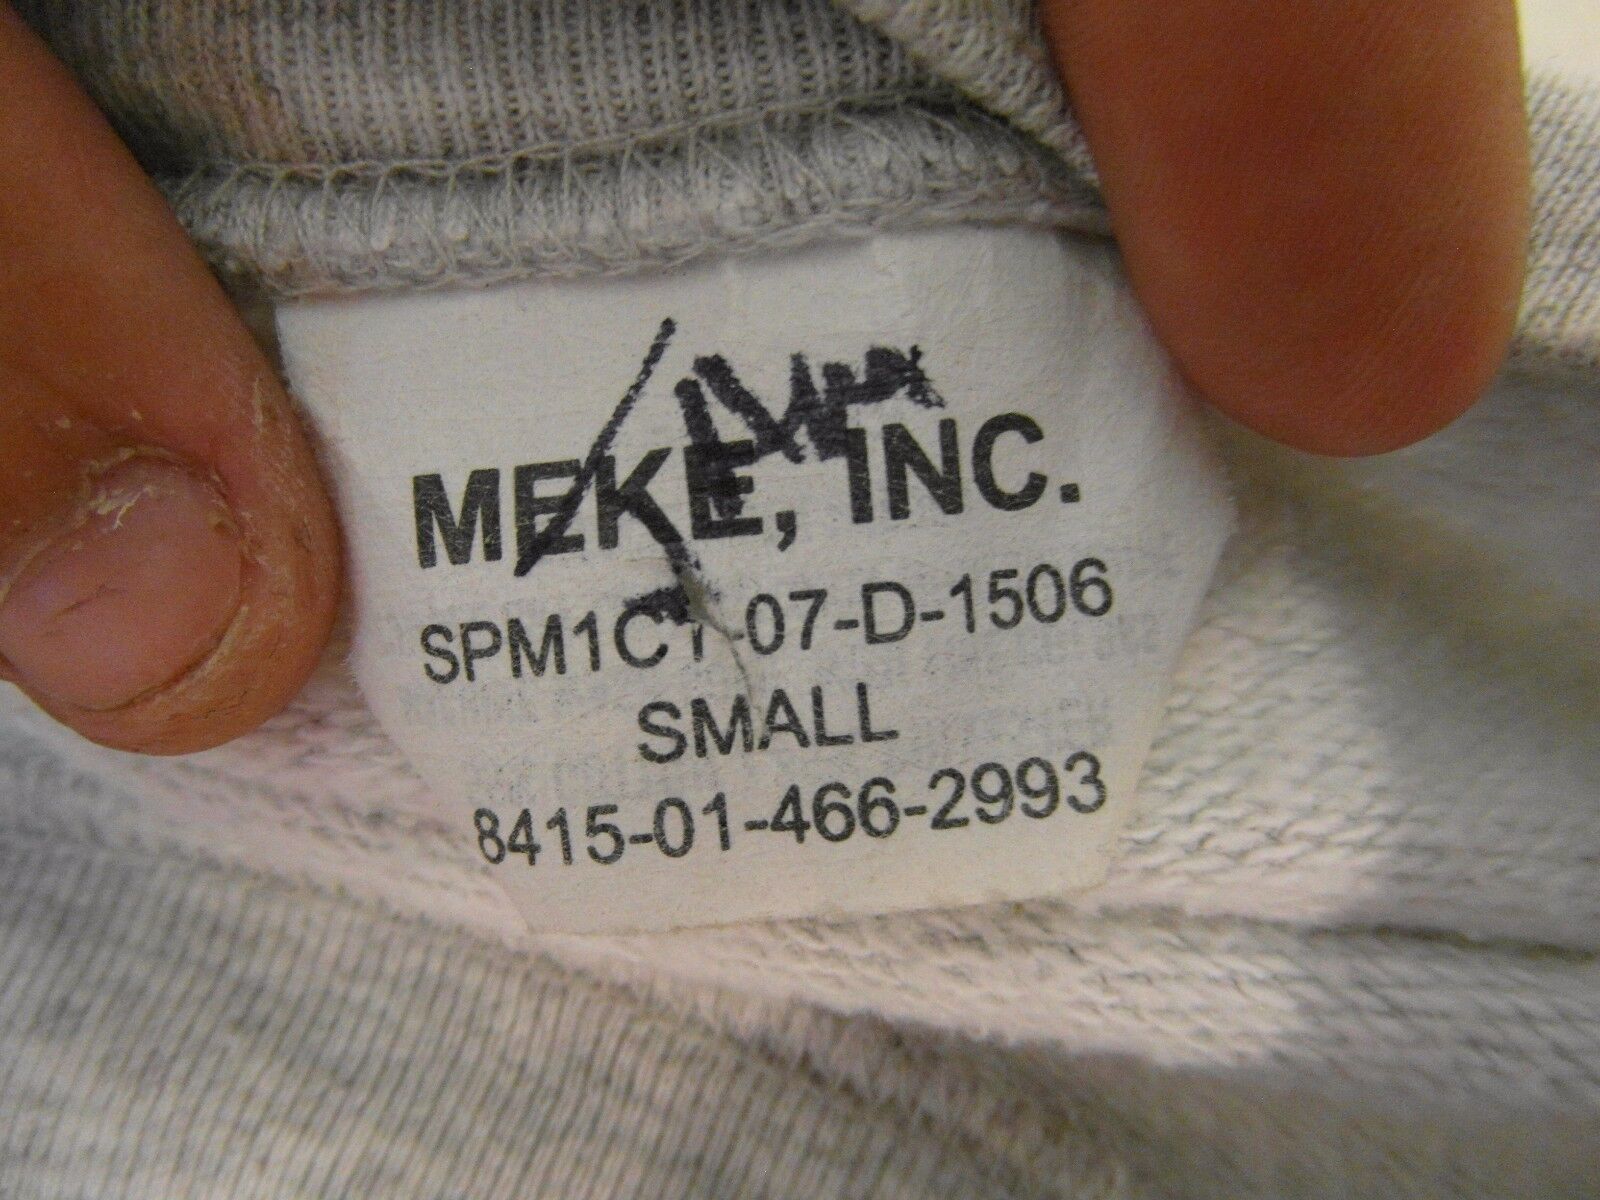 MEKE, INC.
SPM1C1-07-D-1506
SMALL
8415-01-466-2993